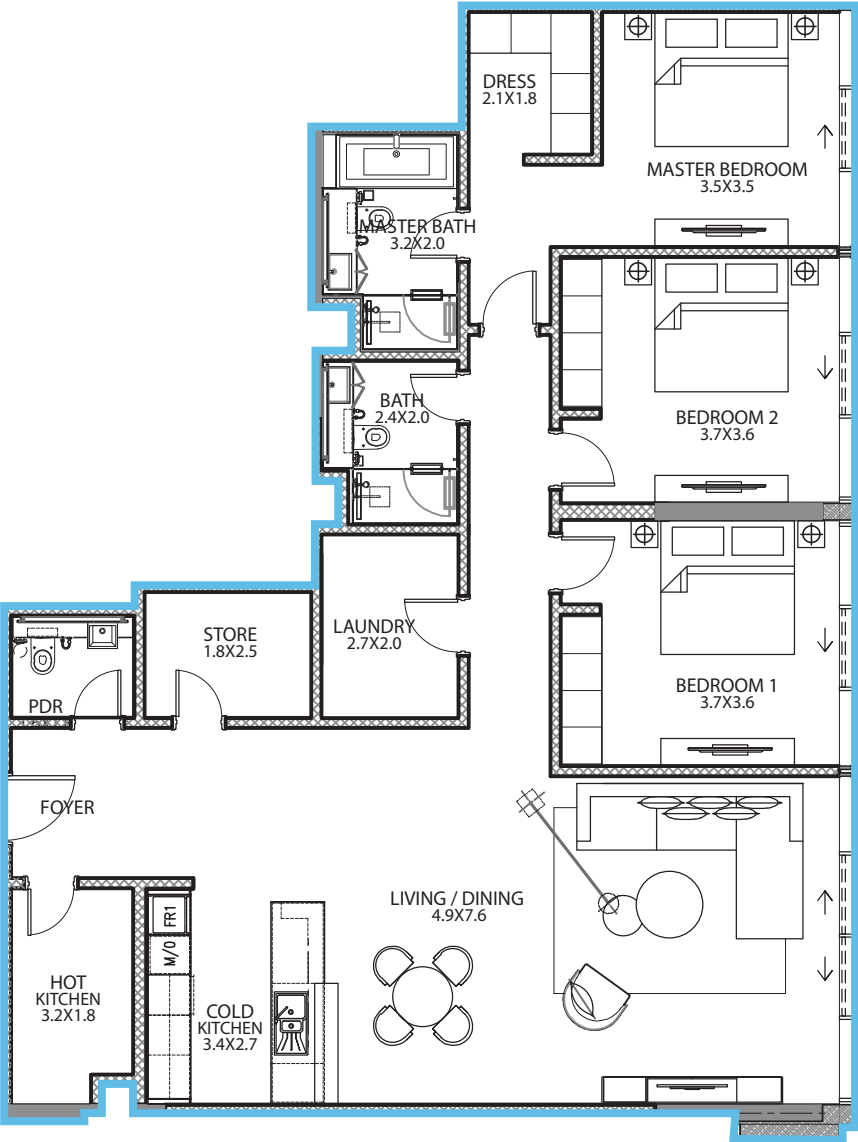 DRESS
2.1X1.8
MASTER BEDROOM
3.5X3.5
MASTER BATH
3.2X2.0
BATH
2.4X2.0
BEDROOM 2
3.7X3.6
STORE
1.8X2.5
LAUNDRY
2.7X2.0
PDR
BEDROOM 1
3.7X3.6
FOYER
LIVING / DINING
4.9X7.6
FR1
M/O
HOT
KITCHEN
3.2X1.8
COLD
KITCHEN
3.4X2.7